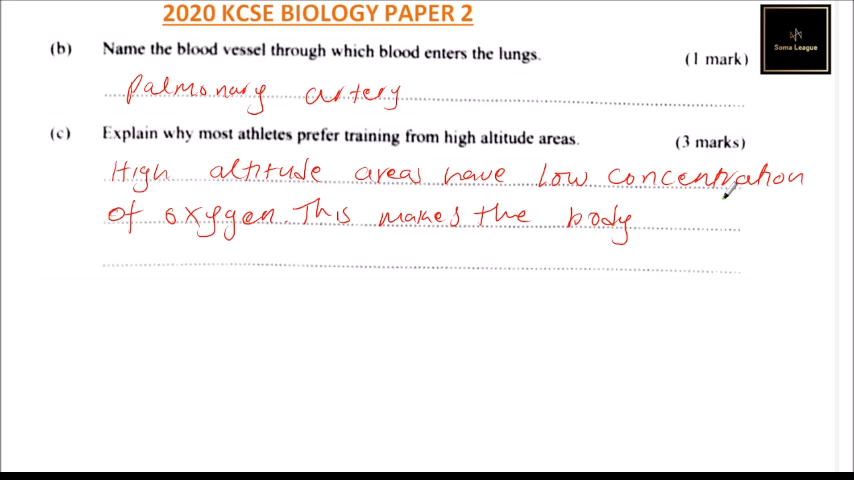 2020 KCSE BIOLOGY PAPER 2
Soma League
(b) Name the blood vessel through which blood enters the lungs. (1 mark)
Palmonary artery
(c) Explain why most athletes prefer training from high altitude areas. (3 marks)
High altitude areas have low concentration
of oxygen. This makes the body